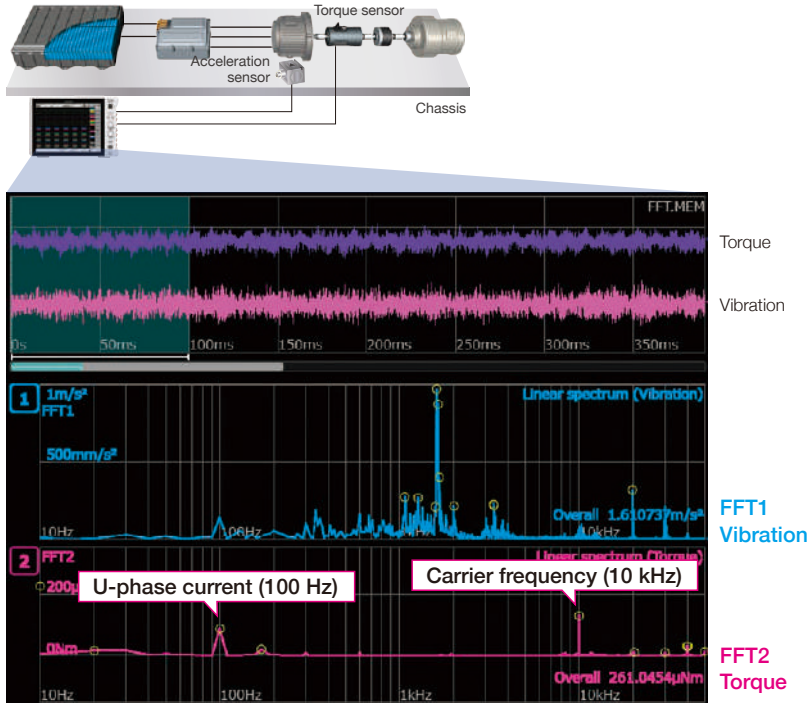 Torque sensor
Acceleration
sensor
Chassis
FFT.MEM
Torque
Vibration
0s 50ms 100ms 150ms 200ms 250ms 300ms 350ms
1 1m/s² Linear spectrum (Vibration)
FFT1
500mm/s²
Overall 1.610737m/s²
10Hz 100Hz 1kHz 10kHz
FFT1
Vibration
2 FFT2 Linear spectrum (Torque)
200µ
U-phase current (100 Hz)
Carrier frequency (10 kHz)
0Nm
Overall 261.0454µNm
10Hz 100Hz 1kHz 10kHz
FFT2
Torque